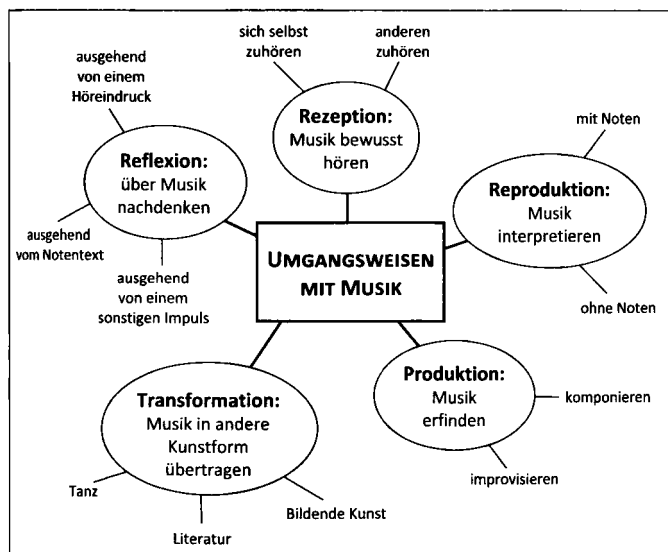 sich selbst
zuhören
anderen
zuhören
Rezeption:
Musik bewusst
hören
ausgehend
von einem
Höreindruck
Reflexion:
über Musik
nachdenken
ausgehend
vom Notentext
ausgehend
von einem
sonstigen Impuls
mit Noten
Reproduktion:
Musik
interpretieren
ohne Noten
UMGANGSWEISEN
MIT MUSIK
Produktion:
Musik
erfinden
komponieren
improvisieren
Transformation:
Musik in andere
Kunstform
übertragen
Tanz
Literatur
Bildende Kunst